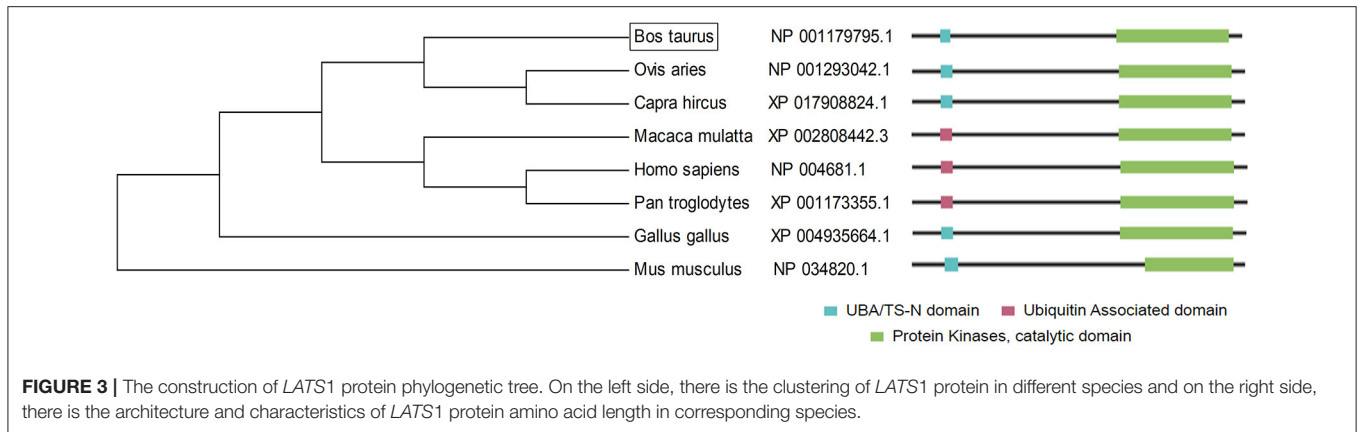 Bos taurus NP 001179795.1
Ovis aries NP 001293042.1
Capra hircus XP 017908824.1
Macaca mulatta XP 002808442.3
Homo sapiens NP 004681.1
Pan troglodytes XP 001173355.1
Gallus gallus XP 004935664.1
Mus musculus NP 034820.1
UBA/TS-N domain Ubiquitin Associated domain
Protein Kinases, catalytic domain
FIGURE 3 | The construction of LATS1 protein phylogenetic tree. On the left side, there is the clustering of LATS1 protein in different species and on the right side,
there is the architecture and characteristics of LATS1 protein amino acid length in corresponding species.